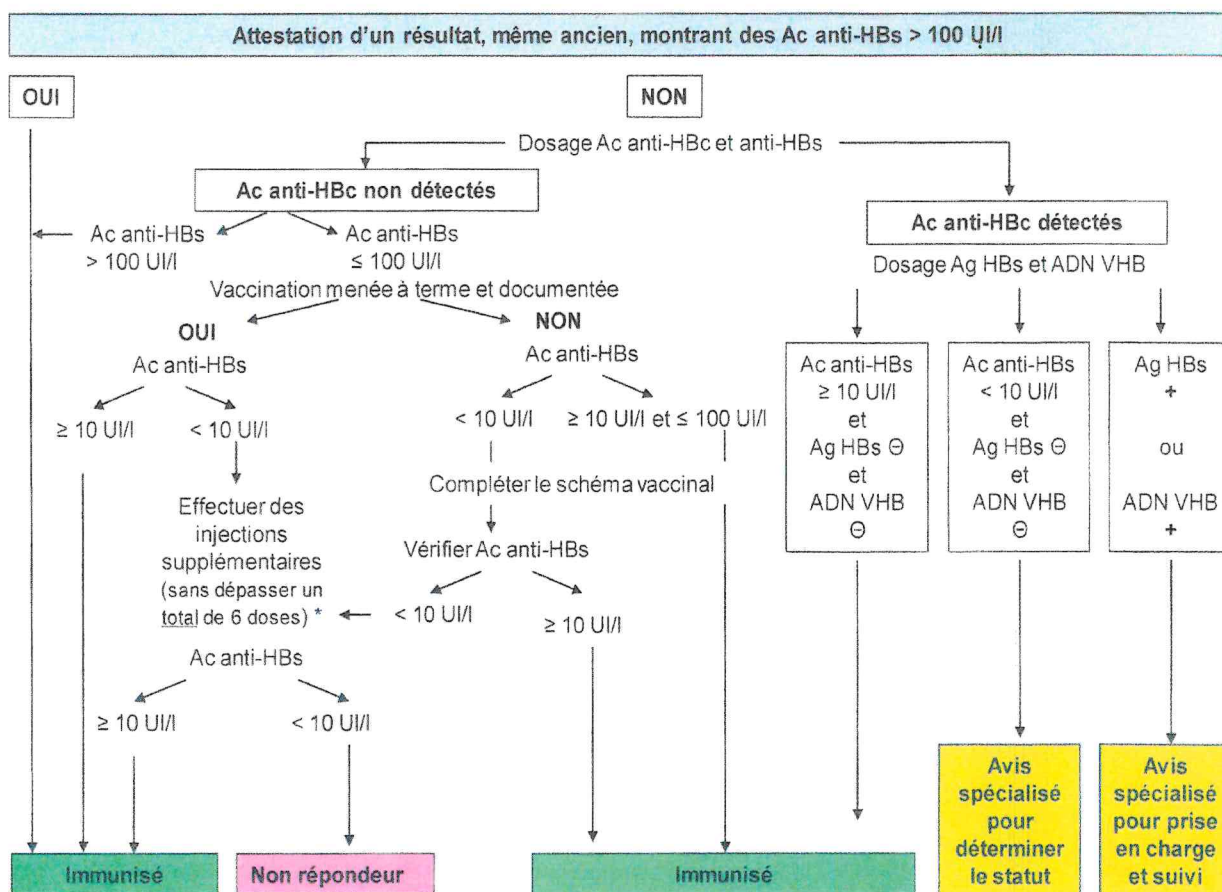 Attestation d'un résultat, même ancien, montrant des Ac anti-HBs > 100 UI/l
OUI
NON
Dosage Ac anti-HBc et anti-HBs
Ac anti-HBc non détectés
Ac anti-HBs
> 100 UI/l
Ac anti-HBs
≤ 100 UI/l
Vaccination menée à terme et documentée
OUI
Ac anti-HBs
≥ 10 UI/l
< 10 UI/l
Effectuer des
injections
supplémentaires
(sans dépasser un
total de 6 doses) *
Ac anti-HBs
≥ 10 UI/l
< 10 UI/l
NON
Ac anti-HBs
< 10 UI/l
≥ 10 UI/l et ≤ 100 UI/l
Compléter le schéma vaccinal
Vérifier Ac anti-HBs
< 10 UI/l
≥ 10 UI/l
Ac anti-HBc détectés
Dosage Ag HBs et ADN VHB
Ac anti-HBs
≥ 10 UI/l
et
Ag HBs Θ
et
ADN VHB
Θ
Ac anti-HBs
< 10 UI/l
et
Ag HBs Θ
et
ADN VHB
Θ
Ag HBs
+
ou
ADN VHB
+
Immunisé
Non répondeur
Immunisé
Avis
spécialisé
pour
déterminer
le statut
Avis
spécialisé
pour prise
en charge
et suivi